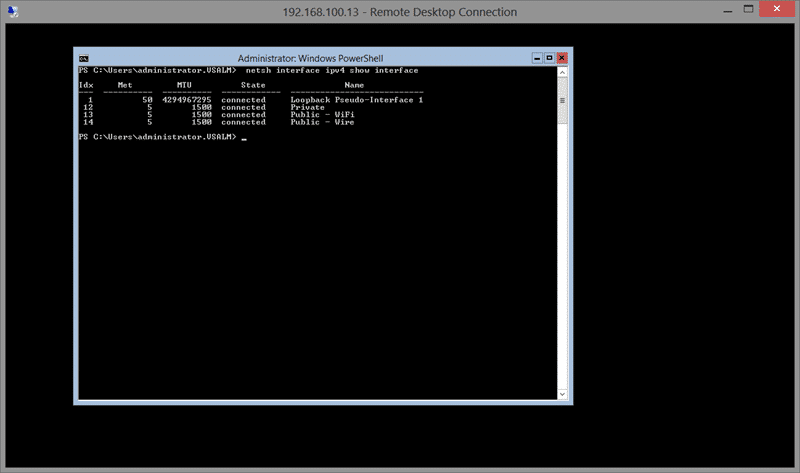 192.168.100.13 - Remote Desktop Connection
Administrator: Windows PowerShell
PS C:\Users\administrator.VSALM>  netsh interface ipv4 show interface
Idx     Met         MTU          State                Name
---  ----------  ----------  ------------  ---------------------------
  1          50  4294967295  connected     Loopback Pseudo-Interface 1
 12           5        1500  connected     Private
 13           5        1500  connected     Public - WiFi
 14           5        1500  connected     Public - Wire
PS C:\Users\administrator.VSALM> _